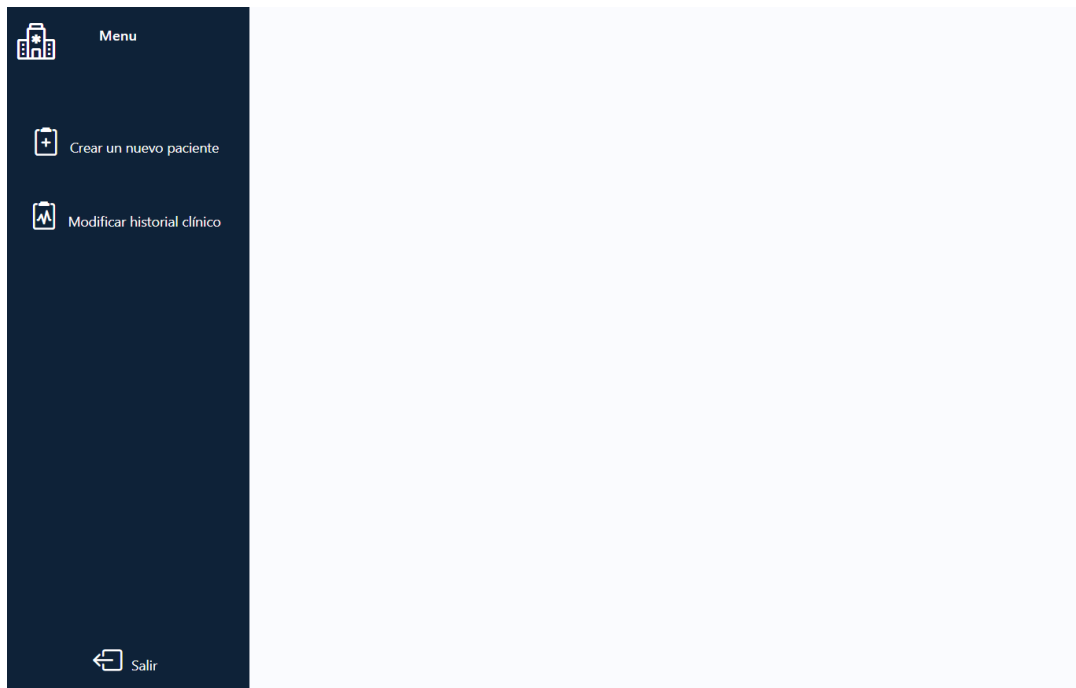 Menu
Crear un nuevo paciente
Modificar historial clínico
Salir